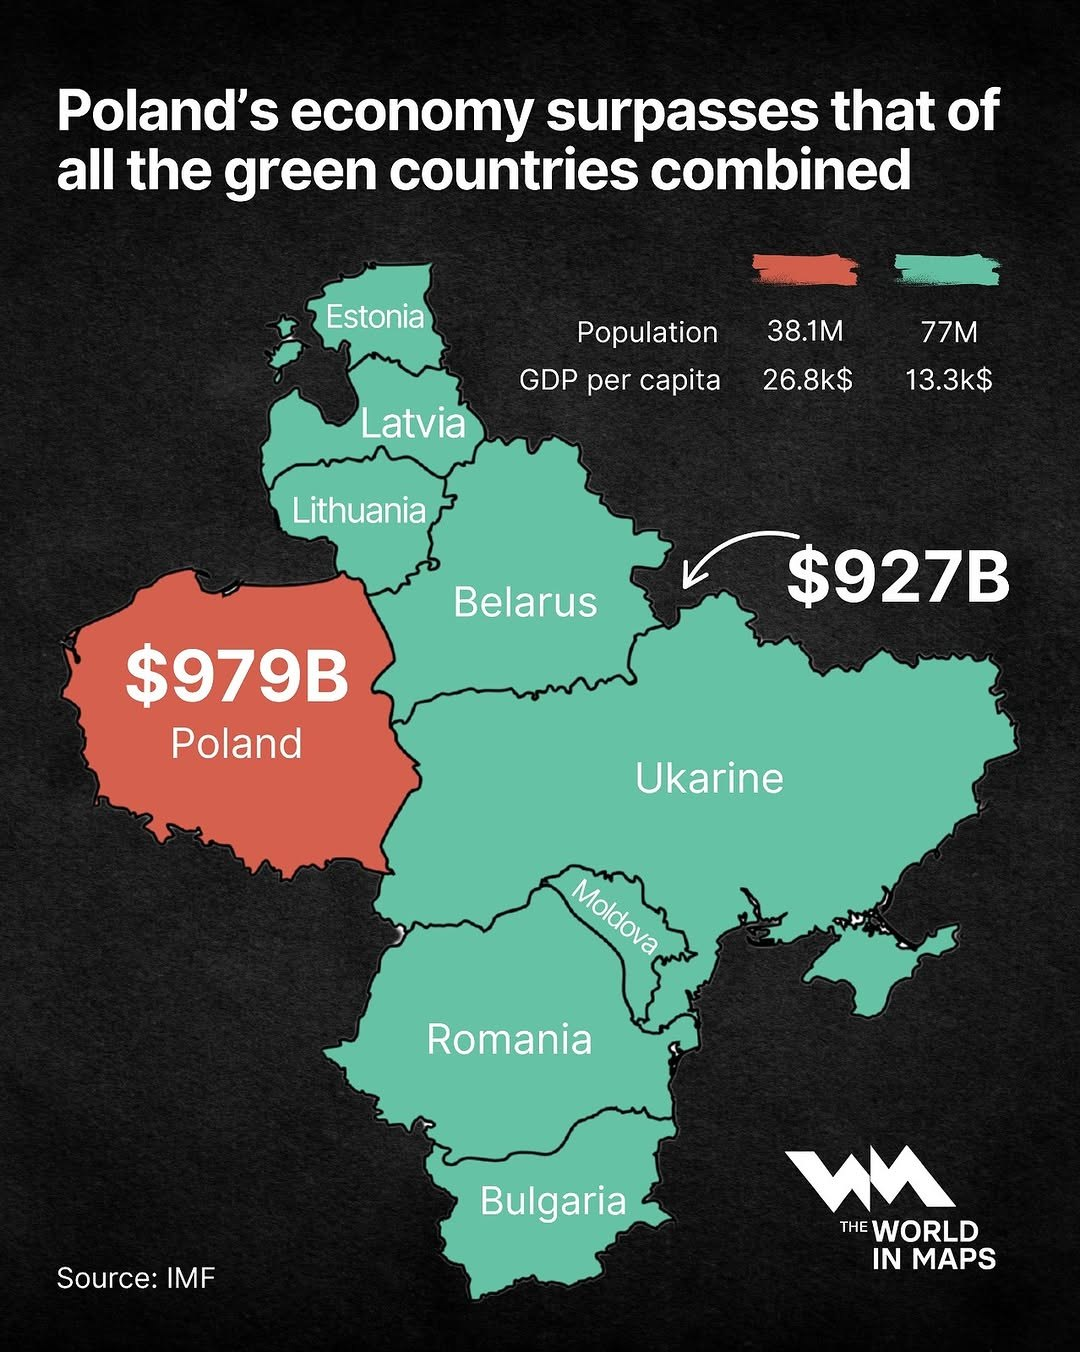 Poland’s economy surpasses that of
all the green countries combined
Population 38.1M 77M
GDP per capita 26.8k$ 13.3k$
Estonia
Latvia
Lithuania
Belarus
$927B
$979B
Poland
Ukarine
Moldova
Romania
Bulgaria
THE WORLD
IN MAPS
Source: IMF